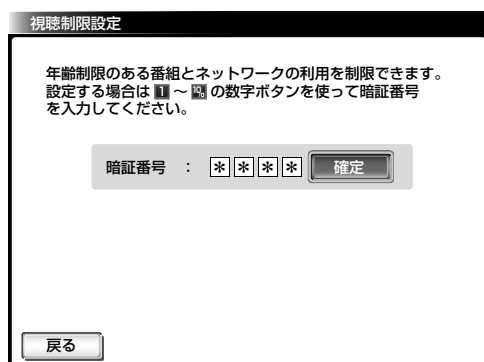 視聴制限設定
年齢制限のある番組とネットワークの利用を制限できます。
設定する場合は 1 ～ 10 の数字ボタンを使って暗証番号
を入力してください。
暗証番号 ： ＊＊＊＊ 確定
戻る